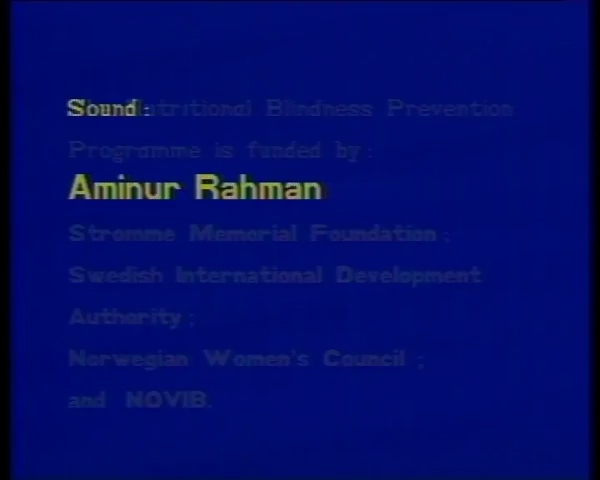 Sound :
utritional Blindness Prevention
Programme is funded by :
Aminur Rahman
Stromme Memorial Foundation ;
Swedish International Development
Authority ;
Norwegian Women's Council ;
and NOVIB.